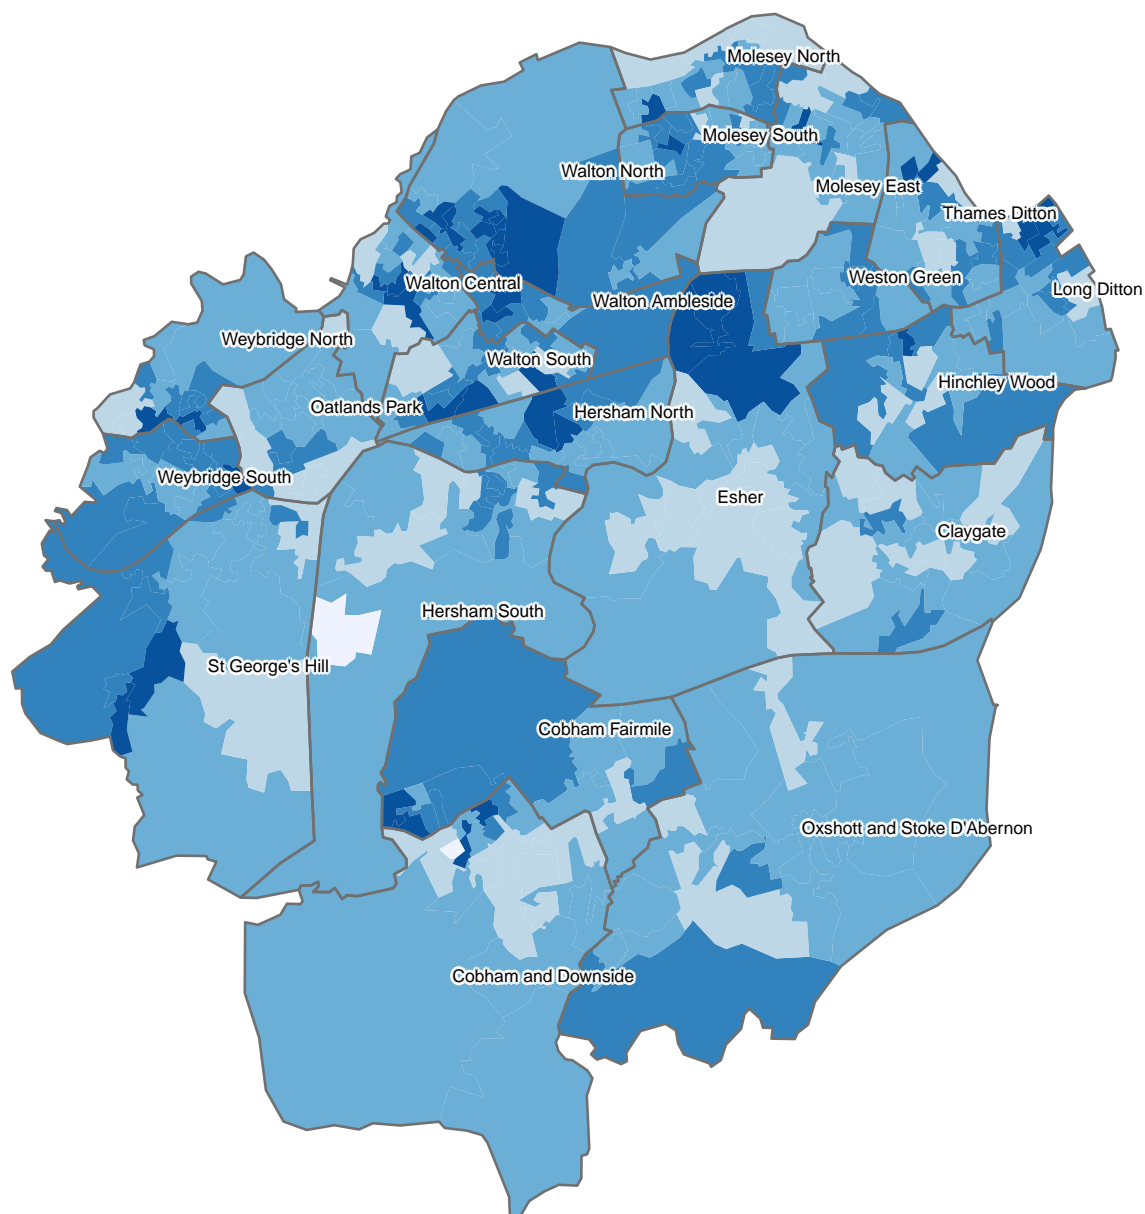 Molesey North
Molesey South
Walton North
Molesey East
Thames Ditton
Weston Green
Walton Central
Long Ditton
Walton Ambleside
Weybridge North
Walton South
Hinchley Wood
Oatlands Park
Hersham North
Weybridge South
Esher
Claygate
Hersham South
St George's Hill
Cobham Fairmile
Oxshott and Stoke D'Abernon
Cobham and Downside